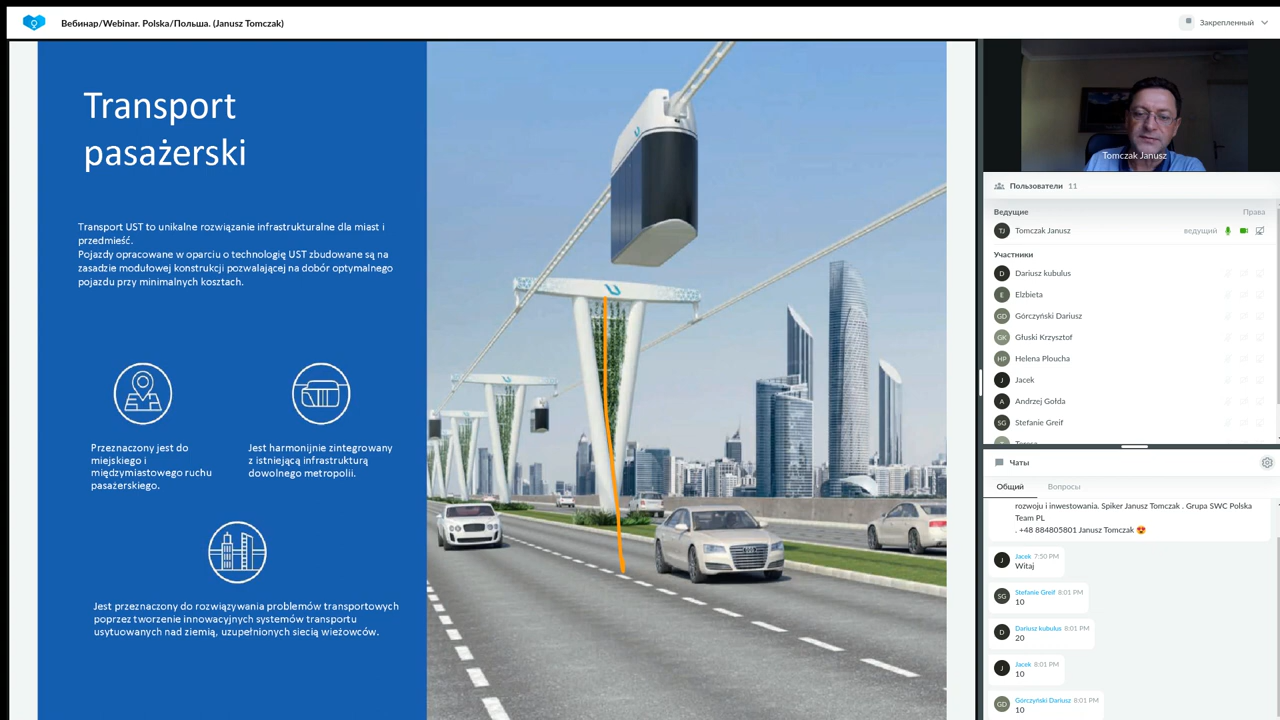 Вебинар/Webinar. Polska/Польша. (Janusz Tomczak)
Закрепленный
Transport
pasażerski
Transport UST to unikalne rozwiązanie infrastrukturalne dla miast i
przedmieść.
Pojazdy opracowane w oparciu o technologię UST zbudowane są na
zasadzie modułowej konstrukcji pozwalającej na dobór optymalnego
pojazdu przy minimalnych kosztach.
Przeznaczony jest do
miejskiego i
międzymiastowego ruchu
pasażerskiego.
Jest harmonijnie zintegrowany
z istniejącą infrastrukturą
dowolnego metropolii.
Jest przeznaczony do rozwiązywania problemów transportowych
poprzez tworzenie innowacyjnych systemów transportu
usytuowanych nad ziemią, uzupełnionych siecią wieżowców.
Tomczak Janusz
Пользователи 11
Ведущие Права
TJ Tomczak Janusz ведущий
Участники
D Dariusz kubulus
E Elzbieta
GD Górczyński Dariusz
GK Głuski Krzysztof
HP Helena Ploucha
J Jacek
A Andrzej Gołda
SG Stefanie Greif
Чаты
Общий Вопросы
rozwoju i inwestowania. Spiker Janusz Tomczak . Grupa SWC Polska
Team PL
. +48 884805801 Janusz Tomczak 😍
J Jacek 7:50 PM
Witaj
SG Stefanie Greif 8:01 PM
10
D Dariusz kubulus 8:01 PM
20
J Jacek 8:01 PM
10
GD Górczyński Dariusz 8:01 PM
10